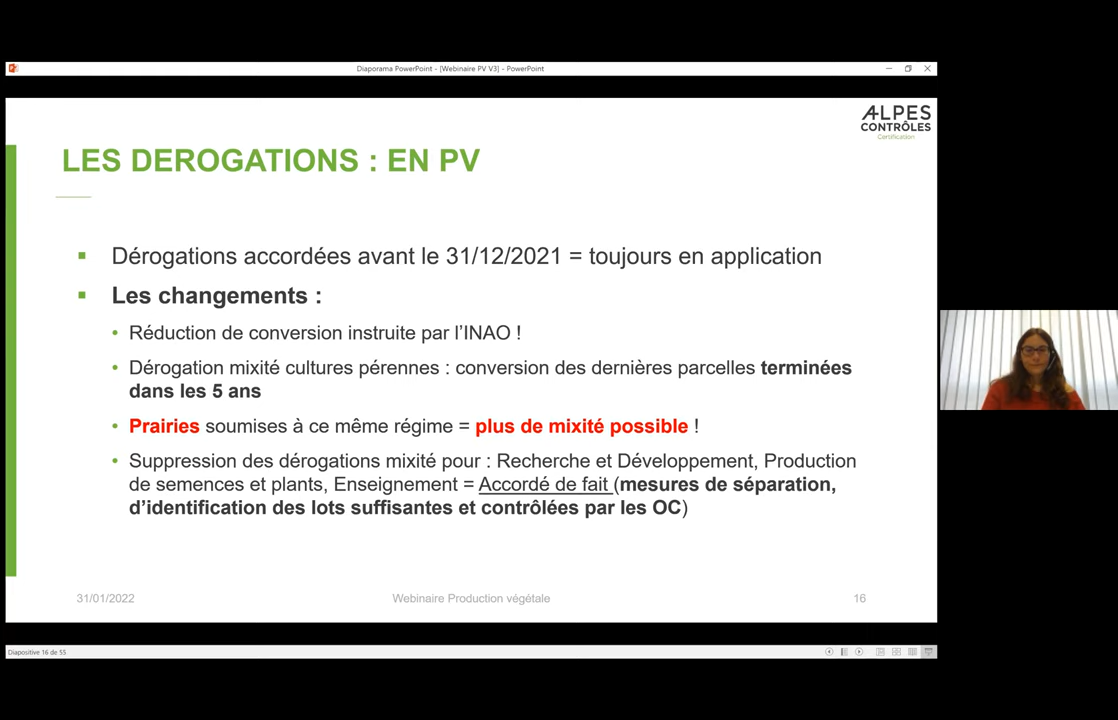 Diaporama PowerPoint - [Webinaire PV V3] - PowerPoint
ALPES
CONTRÔLES
Certification
LES DEROGATIONS : EN PV
Dérogations accordées avant le 31/12/2021 = toujours en application
Les changements :
Réduction de conversion instruite par l'INAO !
Dérogation mixité cultures pérennes : conversion des dernières parcelles terminées
dans les 5 ans
Prairies soumises à ce même régime = plus de mixité possible !
Suppression des dérogations mixité pour : Recherche et Développement, Production
de semences et plants, Enseignement = Accordé de fait (mesures de séparation,
d'identification des lots suffisantes et contrôlées par les OC)
31/01/2022
Webinaire Production végétale
16
Diapositive 16 de 55